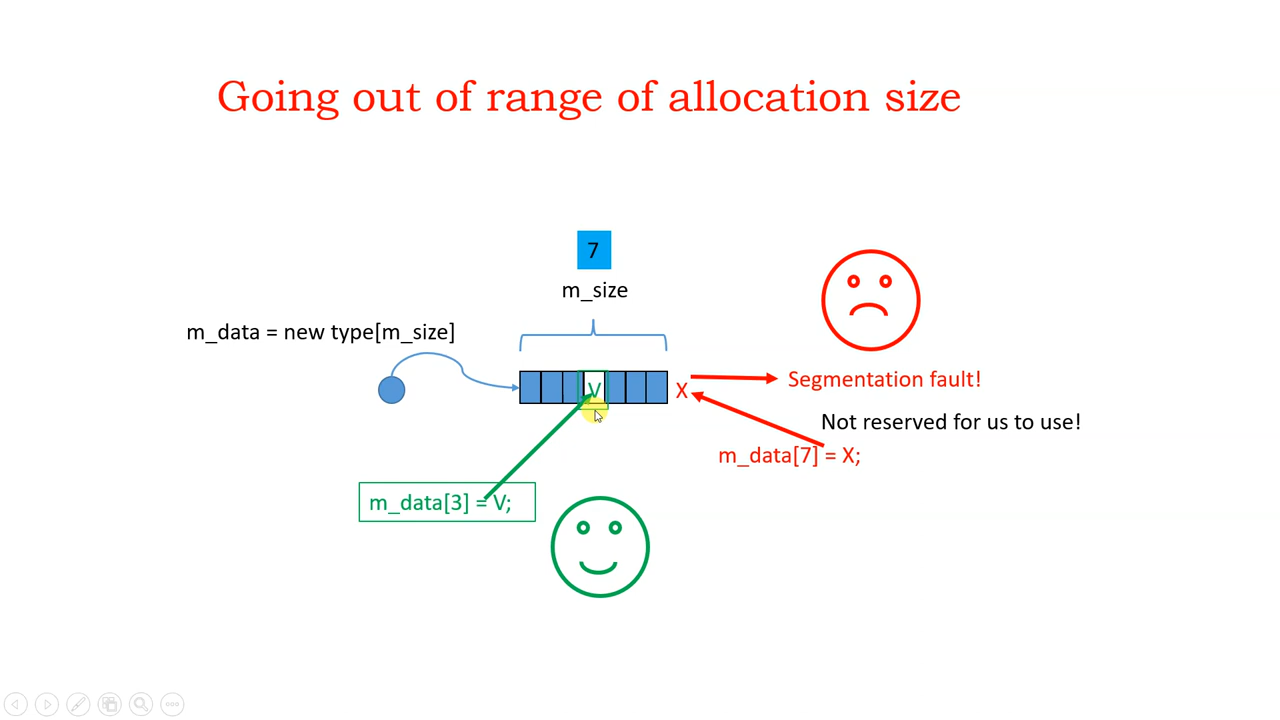 Going out of range of allocation size
7
m_size
m_data = new type[m_size]
V
X
Segmentation fault!
Not reserved for us to use!
m_data[7] = X;
m_data[3] = V;